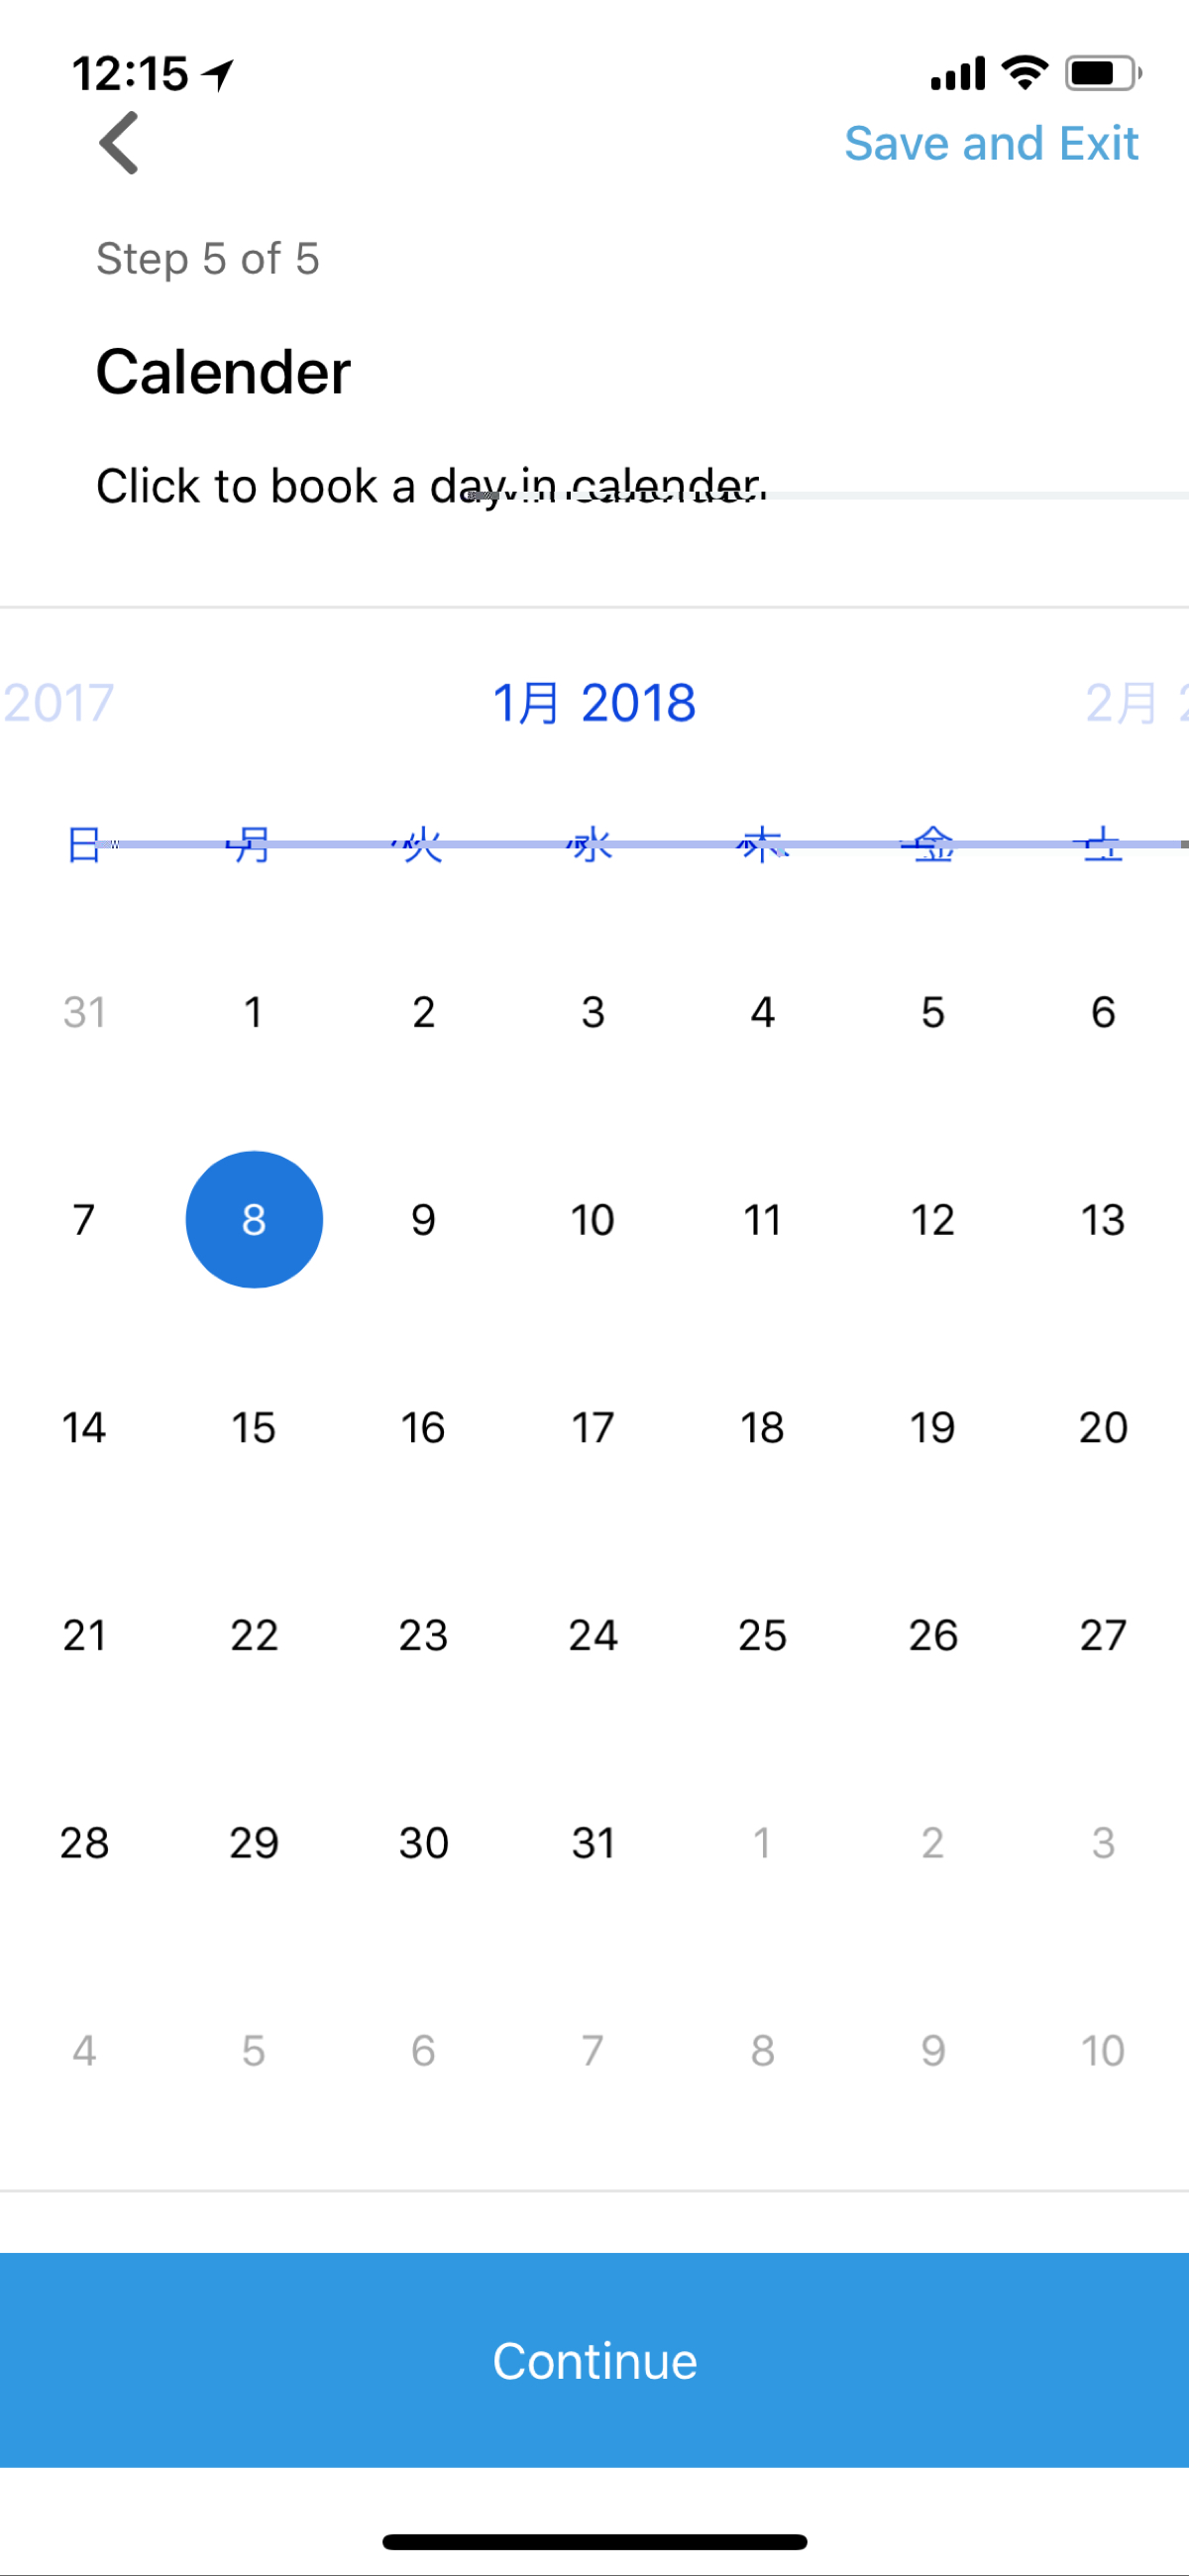 12:15
Save and Exit
Step 5 of 5
Calender
Click to book a day in calender.
2017 1月 2018 2月 2
日 月 火 水 木 金 土
31 1 2 3 4 5 6
7 8 9 10 11 12 13
14 15 16 17 18 19 20
21 22 23 24 25 26 27
28 29 30 31 1 2 3
4 5 6 7 8 9 10
Continue